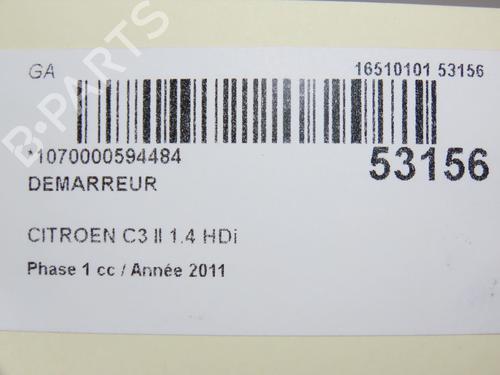 GA 16510101 53156
*1070000594484 53156
DEMARREUR
CITROEN C3 II 1.4 HDi
Phase 1 cc / Année 2011
B-PARTS